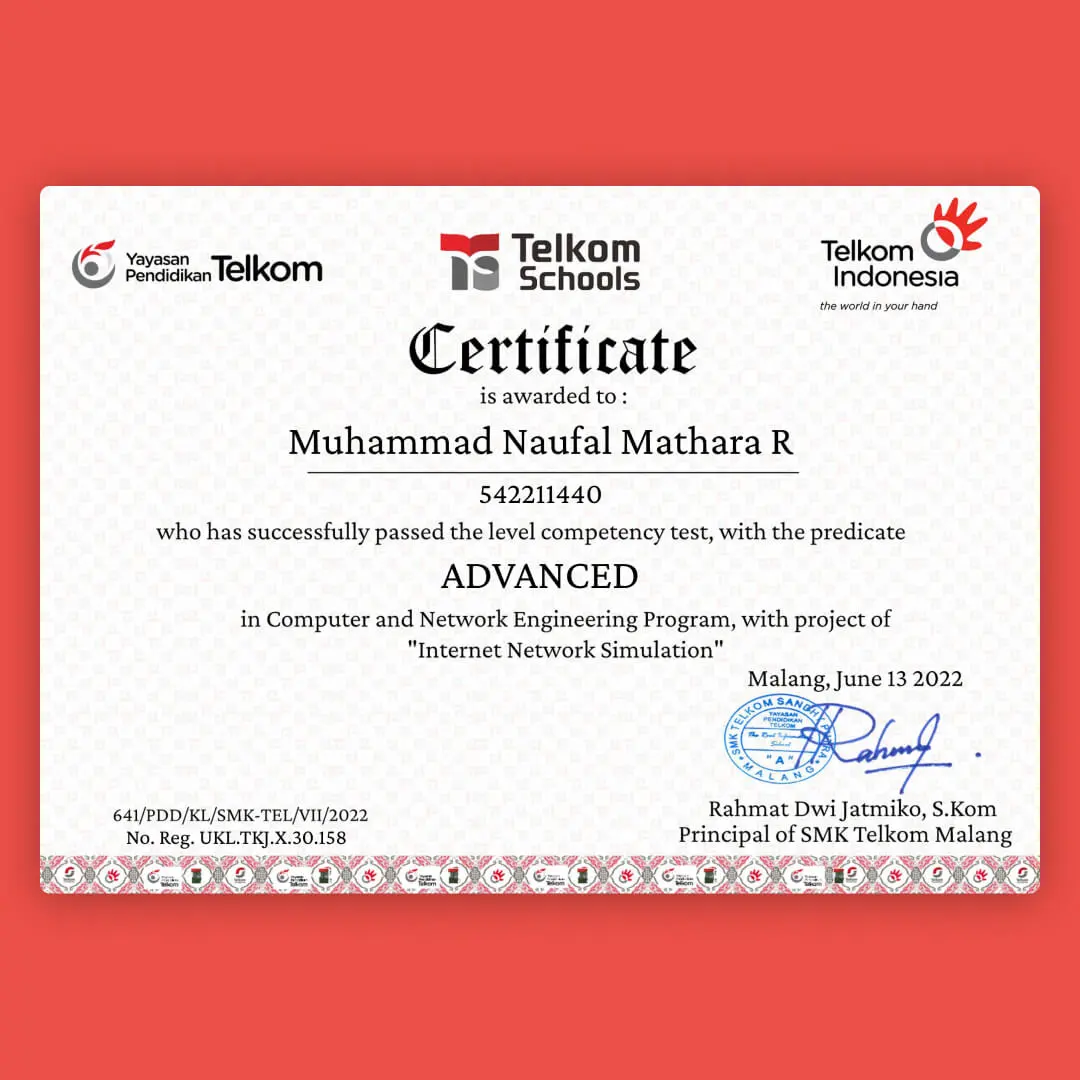 Yayasan
Pendidikan Telkom
Telkom
Schools
Telkom
Indonesia
the world in your hand
Certificate
is awarded to :
Muhammad Naufal Mathara R
542211440
who has successfully passed the level competency test, with the predicate
ADVANCED
in Computer and Network Engineering Program, with project of
"Internet Network Simulation"
Malang, June 13 2022
SMK TELKOM SANDHY PUTRA
YAYASAN
PENDIDIKAN
TELKOM
"A"
MALANG
Rahmat Dwi Jatmiko, S.Kom
Principal of SMK Telkom Malang
641/PDD/KL/SMK-TEL/VII/2022
No. Reg. UKL.TKJ.X.30.158